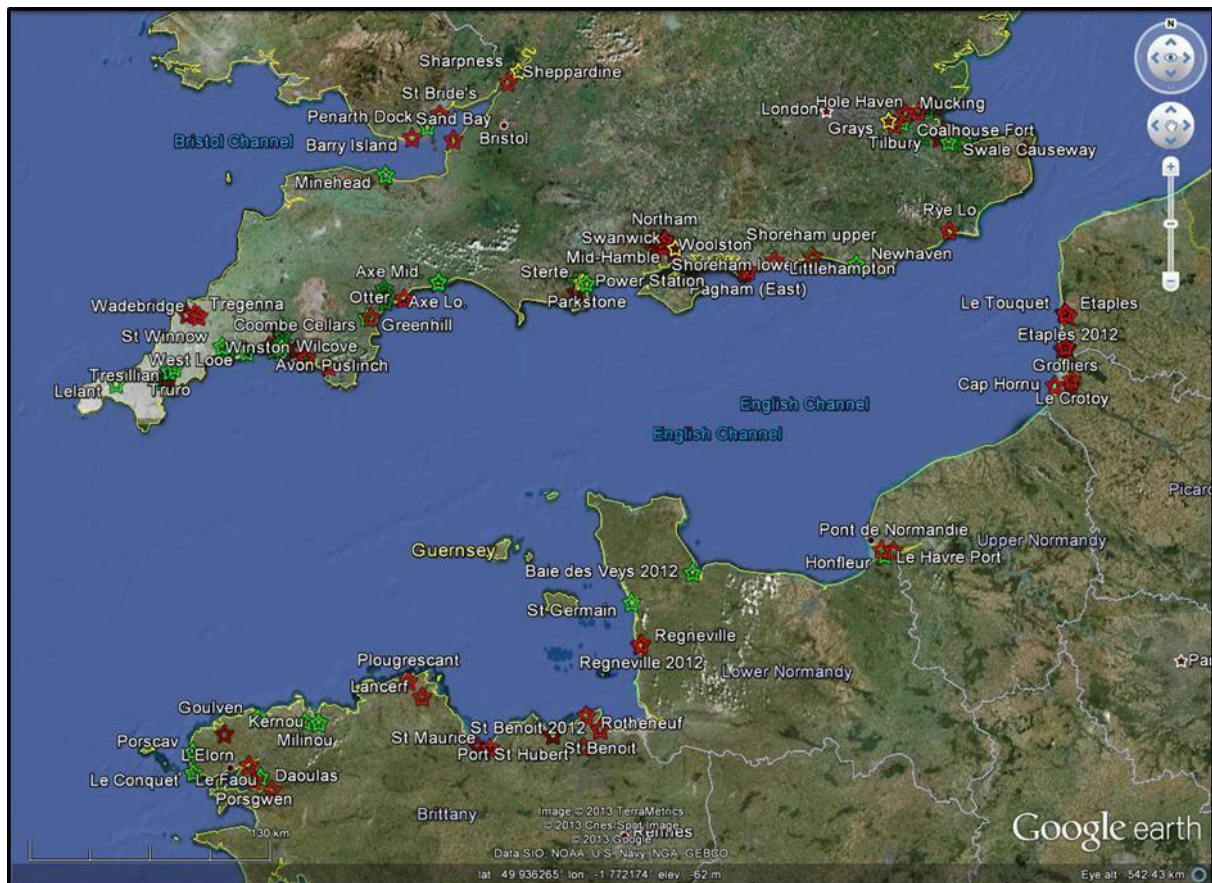 N
Sharpness
Sheppardine
St Bride's
Penarth Dock
Sand Bay
Bristol
Barry Island
Bristol Channel
Minehead
London
Hole Haven
Mucking
Grays
Coalhouse Fort
Tilbury
Swale Causeway
Rye Lo
Northam
Swanwick
Woolston
Shoreham upper
Mid-Hamble
Shoreham lower
Newhaven
Littlehampton
Pagham (East)
Sterte
Power Station
Parkstone
Axe Mid
Otter
Axe Lo.
Greenhill
Wadebridge
Tregenna
Coombe Cellars
St Winnow
Winston
Wilcove
West Looe
Avon
Puslinch
Tresillian
Lelant
Truro
Le Touquet
Etaples
Etaples 2012
Grofliers
Cap Hornu
Le Crotoy
English Channel
English Channel
Picar
Pont de Normandie
Upper Normandy
Honfleur
Le Havre Port
Guernsey
Baie des Veys 2012
St Germain
Regneville
Regneville 2012
Lower Normandy
Par
Plougrescant
Lancerf
Goulven
Kernou
Milinou
St Benoit 2012
Rotheneuf
St Maurice
Port St Hubert
St Benoit
Porscav
L'Elorn
Le Conquet
Le Faou
Daoulas
Porsgwen
Brittany
Rennes
130 km
Image © 2013 TerraMetrics
© 2013 Cnes/Spot Image
© 2013 Google
Data SIO, NOAA, U.S. Navy, NGA, GEBCO
Google earth
lat 49.936265° lon -1.772174° elev -62 m
Eye alt 542.43 km